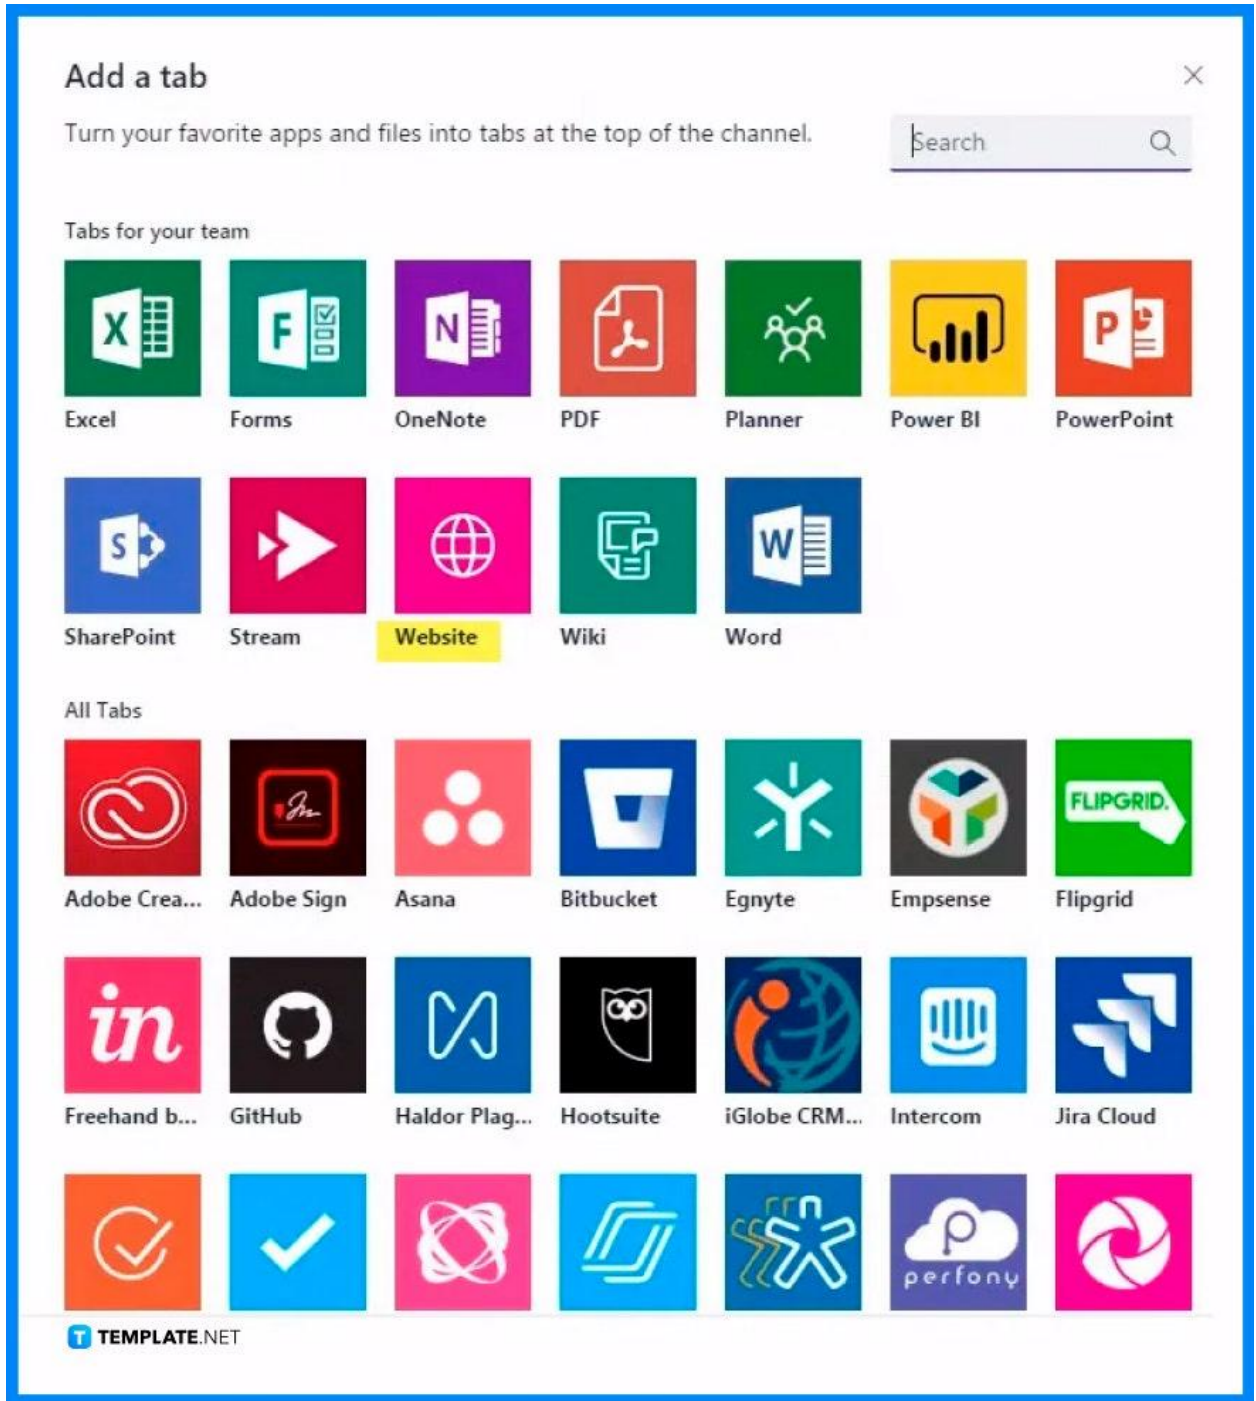 Add a tab
Turn your favorite apps and files into tabs at the top of the channel.
Search
Tabs for your team
X F N P
Excel Forms OneNote PDF Planner Power BI PowerPoint
S W
SharePoint Stream Website Wiki Word
All Tabs
FLIPGRID.
Adobe Crea... Adobe Sign Asana Bitbucket Egnyte Empsense Flipgrid
in
Freehand b... GitHub Haldor Plag... Hootsuite iGlobe CRM... Intercom Jira Cloud
perfony
T TEMPLATE.NET